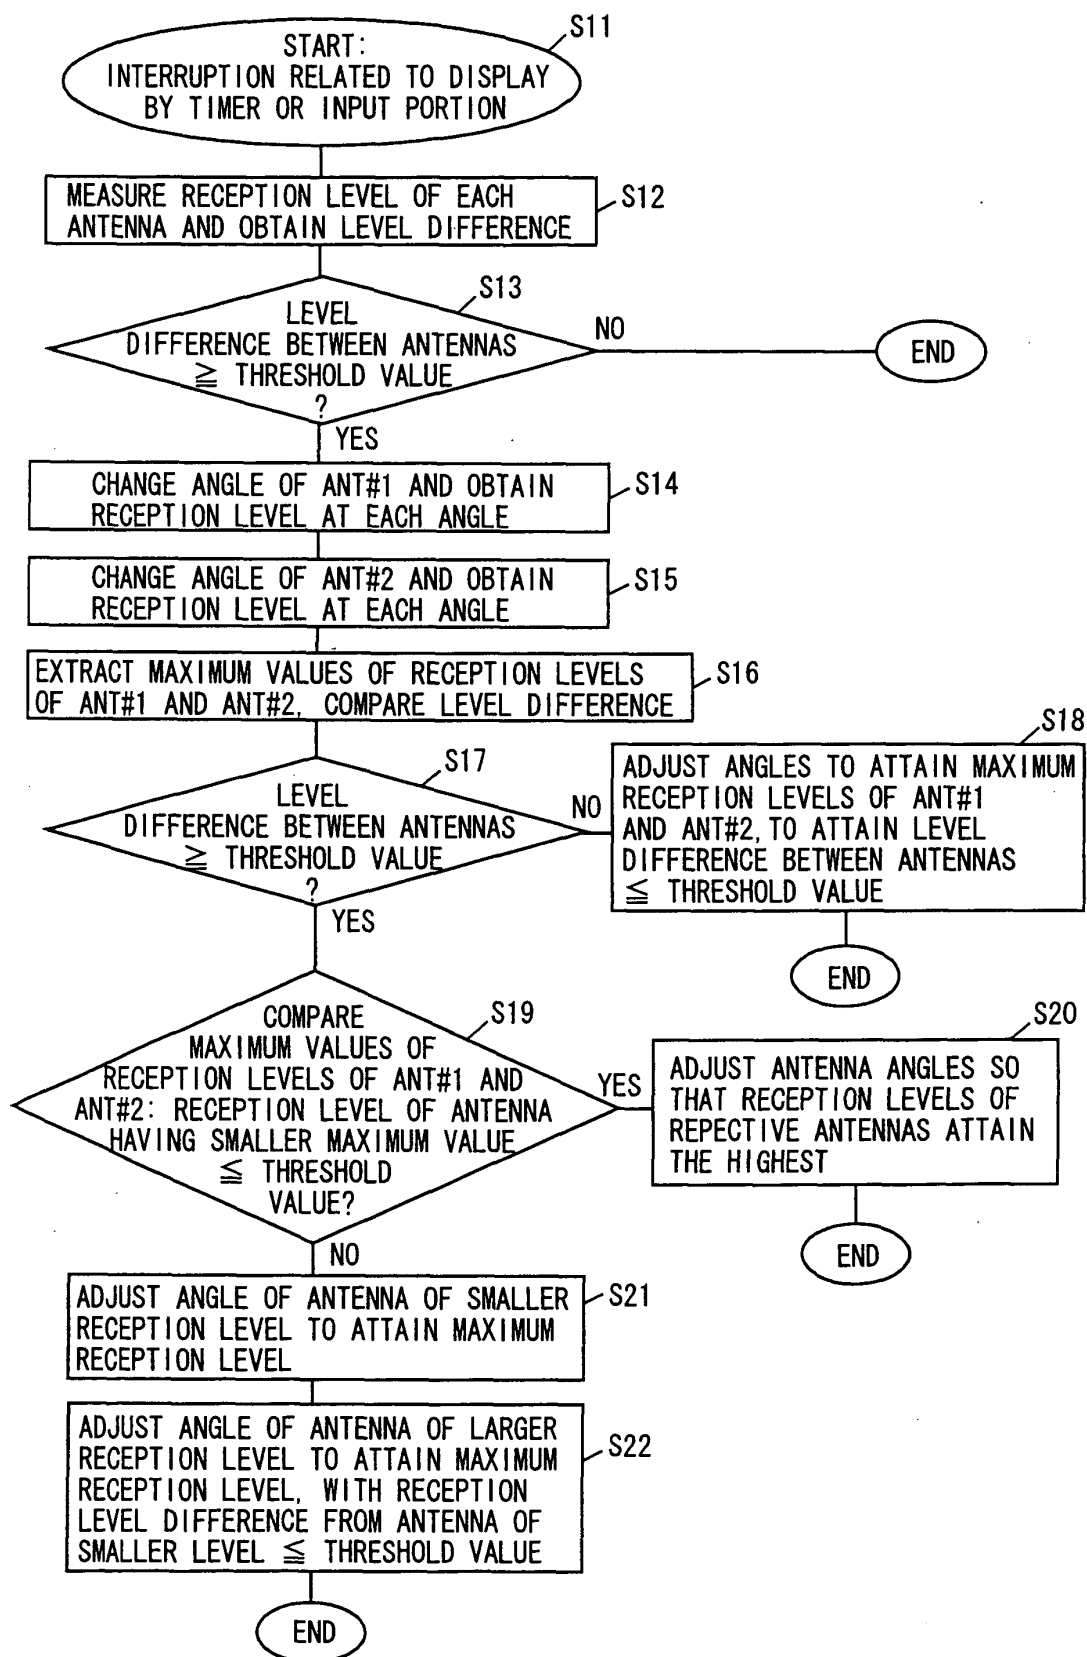 S11
START:
INTERRUPTION RELATED TO DISPLAY
BY TIMER OR INPUT PORTION
MEASURE RECEPTION LEVEL OF EACH
ANTENNA AND OBTAIN LEVEL DIFFERENCE
S12
S13
LEVEL
DIFFERENCE BETWEEN ANTENNAS
≧ THRESHOLD VALUE
?
NO
END
YES
CHANGE ANGLE OF ANT#1 AND OBTAIN
RECEPTION LEVEL AT EACH ANGLE
S14
CHANGE ANGLE OF ANT#2 AND OBTAIN
RECEPTION LEVEL AT EACH ANGLE
S15
EXTRACT MAXIMUM VALUES OF RECEPTION LEVELS
OF ANT#1 AND ANT#2, COMPARE LEVEL DIFFERENCE
S16
S17
LEVEL
DIFFERENCE BETWEEN ANTENNAS
≧ THRESHOLD VALUE
?
NO
S18
ADJUST ANGLES TO ATTAIN MAXIMUM
RECEPTION LEVELS OF ANT#1
AND ANT#2, TO ATTAIN LEVEL
DIFFERENCE BETWEEN ANTENNAS
≦ THRESHOLD VALUE
END
YES
S19
COMPARE
MAXIMUM VALUES OF
RECEPTION LEVELS OF ANT#1 AND
ANT#2: RECEPTION LEVEL OF ANTENNA
HAVING SMALLER MAXIMUM VALUE
≦ THRESHOLD
VALUE?
YES
S20
ADJUST ANTENNA ANGLES SO
THAT RECEPTION LEVELS OF
REPECTIVE ANTENNAS ATTAIN
THE HIGHEST
END
NO
ADJUST ANGLE OF ANTENNA OF SMALLER
RECEPTION LEVEL TO ATTAIN MAXIMUM
RECEPTION LEVEL
S21
ADJUST ANGLE OF ANTENNA OF LARGER
RECEPTION LEVEL TO ATTAIN MAXIMUM
RECEPTION LEVEL, WITH RECEPTION
LEVEL DIFFERENCE FROM ANTENNA OF
SMALLER LEVEL ≦ THRESHOLD VALUE
S22
END